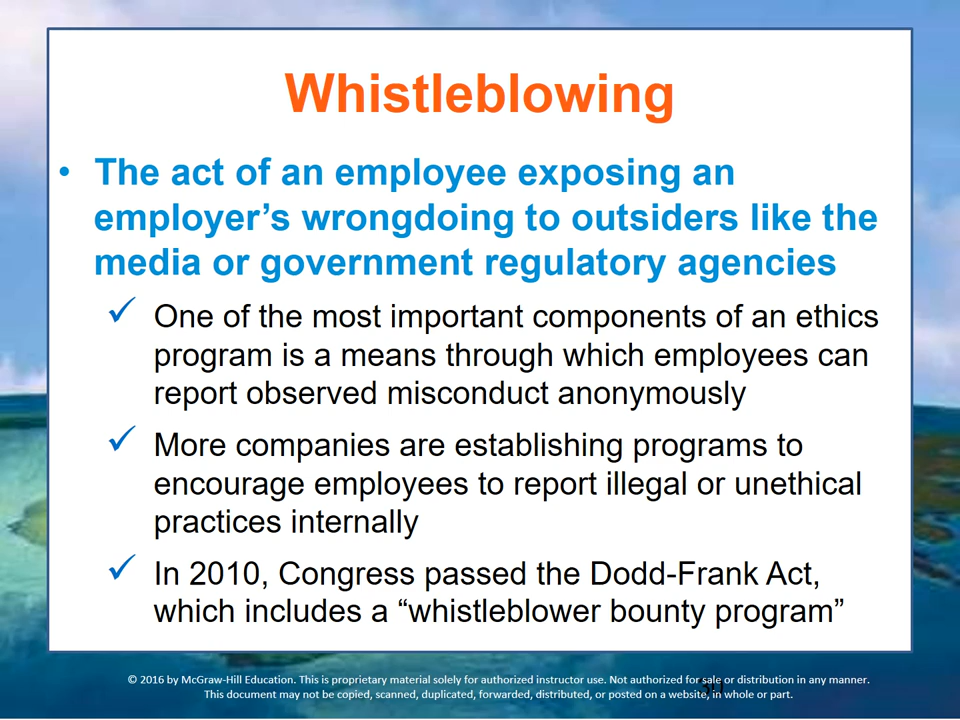 Whistleblowing
• The act of an employee exposing an
employer’s wrongdoing to outsiders like the
media or government regulatory agencies
✓ One of the most important components of an ethics
program is a means through which employees can
report observed misconduct anonymously
✓ More companies are establishing programs to
encourage employees to report illegal or unethical
practices internally
✓ In 2010, Congress passed the Dodd-Frank Act,
which includes a “whistleblower bounty program”
© 2016 by McGraw-Hill Education. This is proprietary material solely for authorized instructor use. Not authorized for sale or distribution in any manner.
This document may not be copied, scanned, duplicated, forwarded, distributed, or posted on a website, in whole or part.